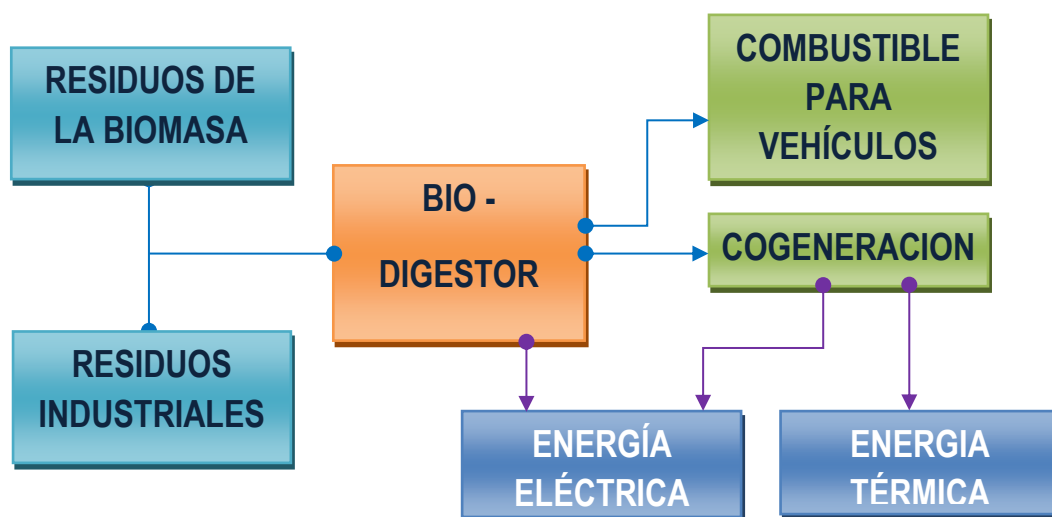 RESIDUOS DE
LA BIOMASA
COMBUSTIBLE
PARA
VEHÍCULOS
BIO -
DIGESTOR
COGENERACION
RESIDUOS
INDUSTRIALES
ENERGÍA
ELÉCTRICA
ENERGIA
TÉRMICA